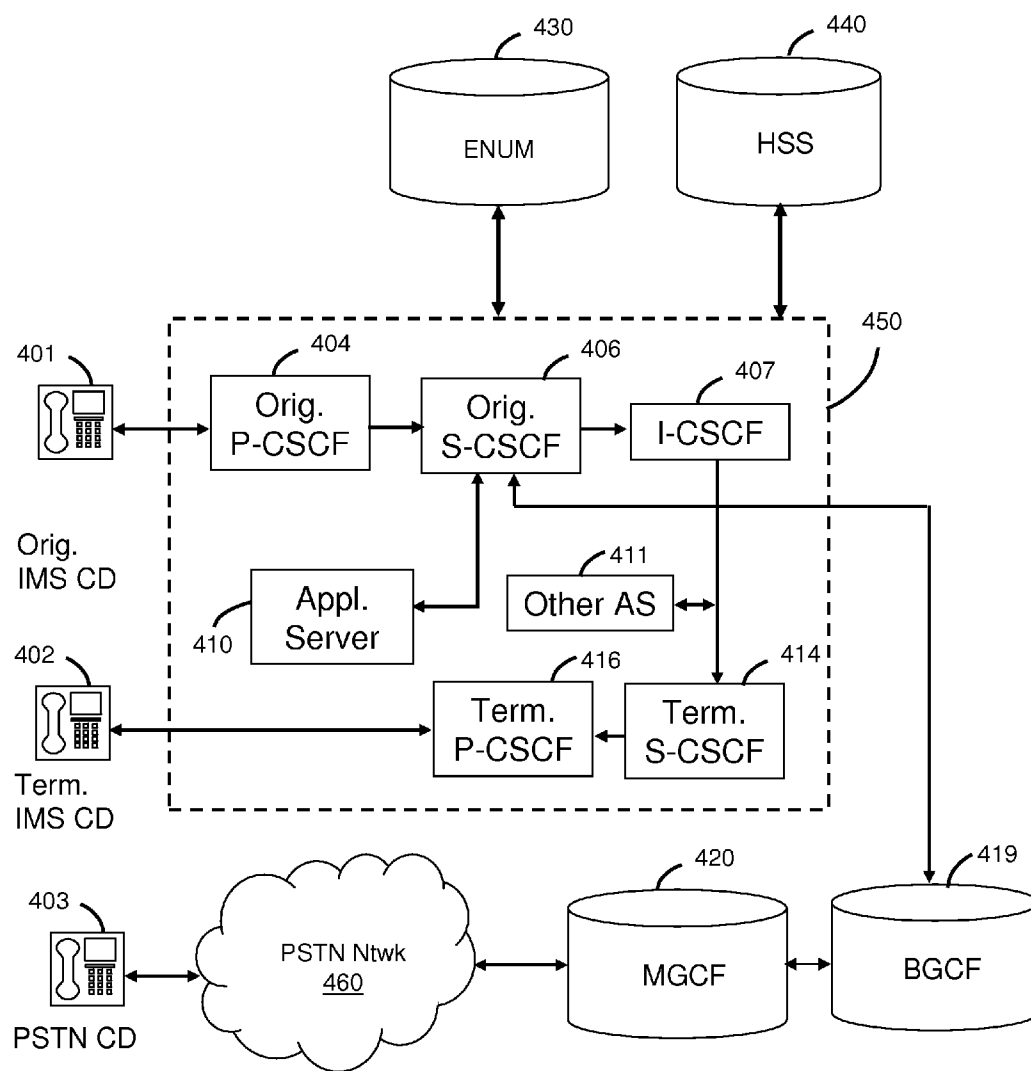 430
440
ENUM
HSS
450
401
404
406
407
Orig.
P-CSCF
Orig.
S-CSCF
I-CSCF
Orig.
IMS CD
411
Other AS
Appl.
Server
410
402
416
414
Term.
P-CSCF
Term.
S-CSCF
Term.
IMS CD
420
419
403
PSTN Ntwk
460
MGCF
BGCF
PSTN CD